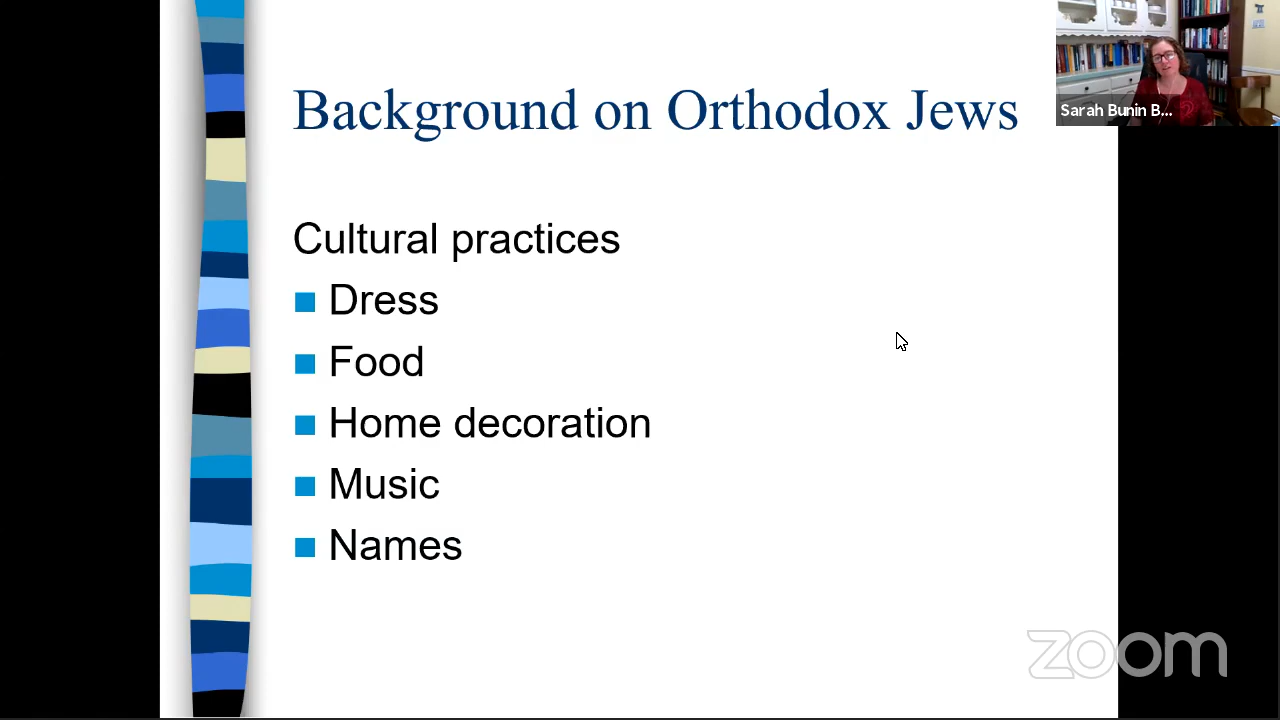 Background on Orthodox Jews
Sarah Bunin B...
Cultural practices
Dress
Food
Home decoration
Music
Names
zoom